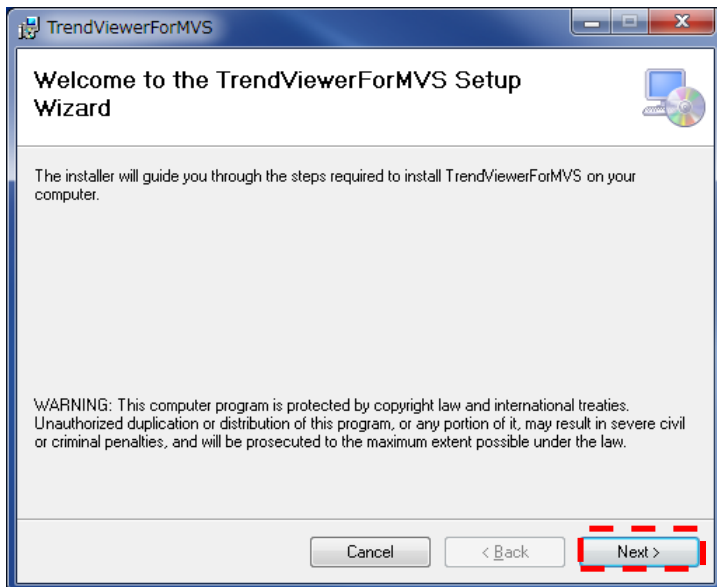 TrendViewerForMVS
Welcome to the TrendViewerForMVS Setup
Wizard
The installer will guide you through the steps required to install TrendViewerForMVS on your
computer.
WARNING: This computer program is protected by copyright law and international treaties.
Unauthorized duplication or distribution of this program, or any portion of it, may result in severe civil
or criminal penalties, and will be prosecuted to the maximum extent possible under the law.
Cancel
< Back
Next >